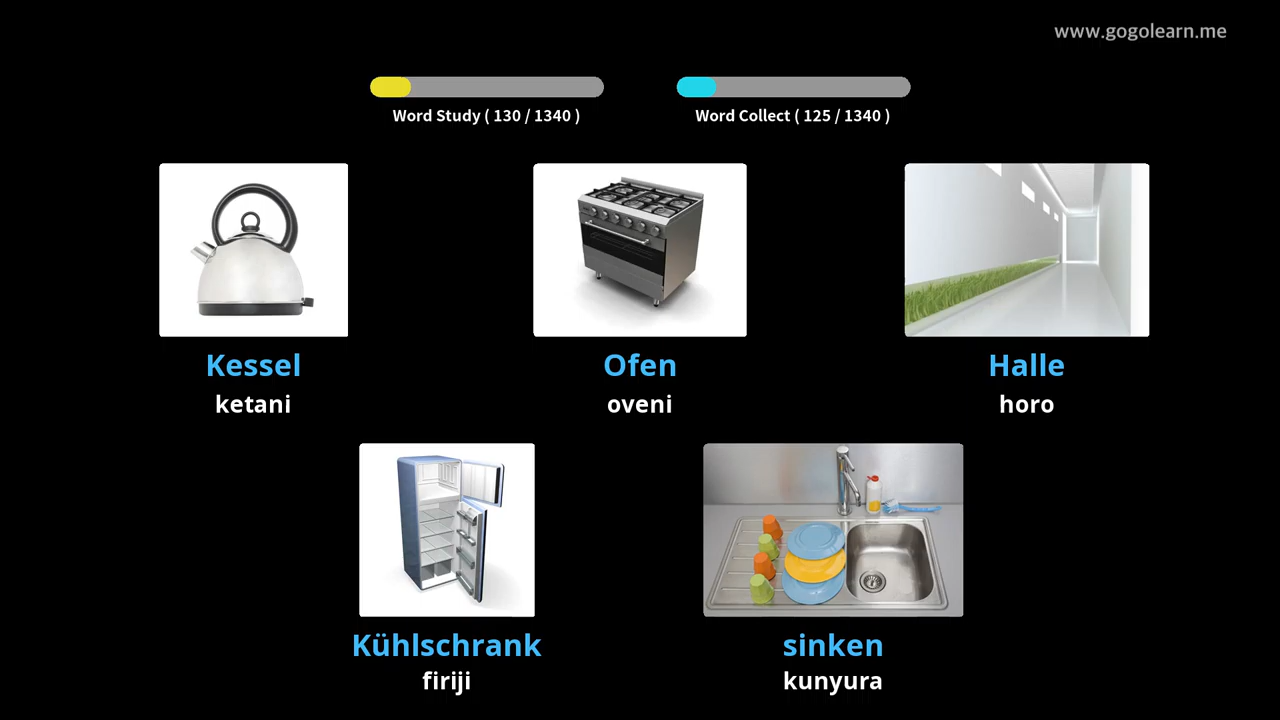 www.gogolearn.me
Word Study ( 130 / 1340 )
Word Collect ( 125 / 1340 )
Kessel
ketani
Ofen
oveni
Halle
horo
Kühlschrank
firiji
sinken
kunyura